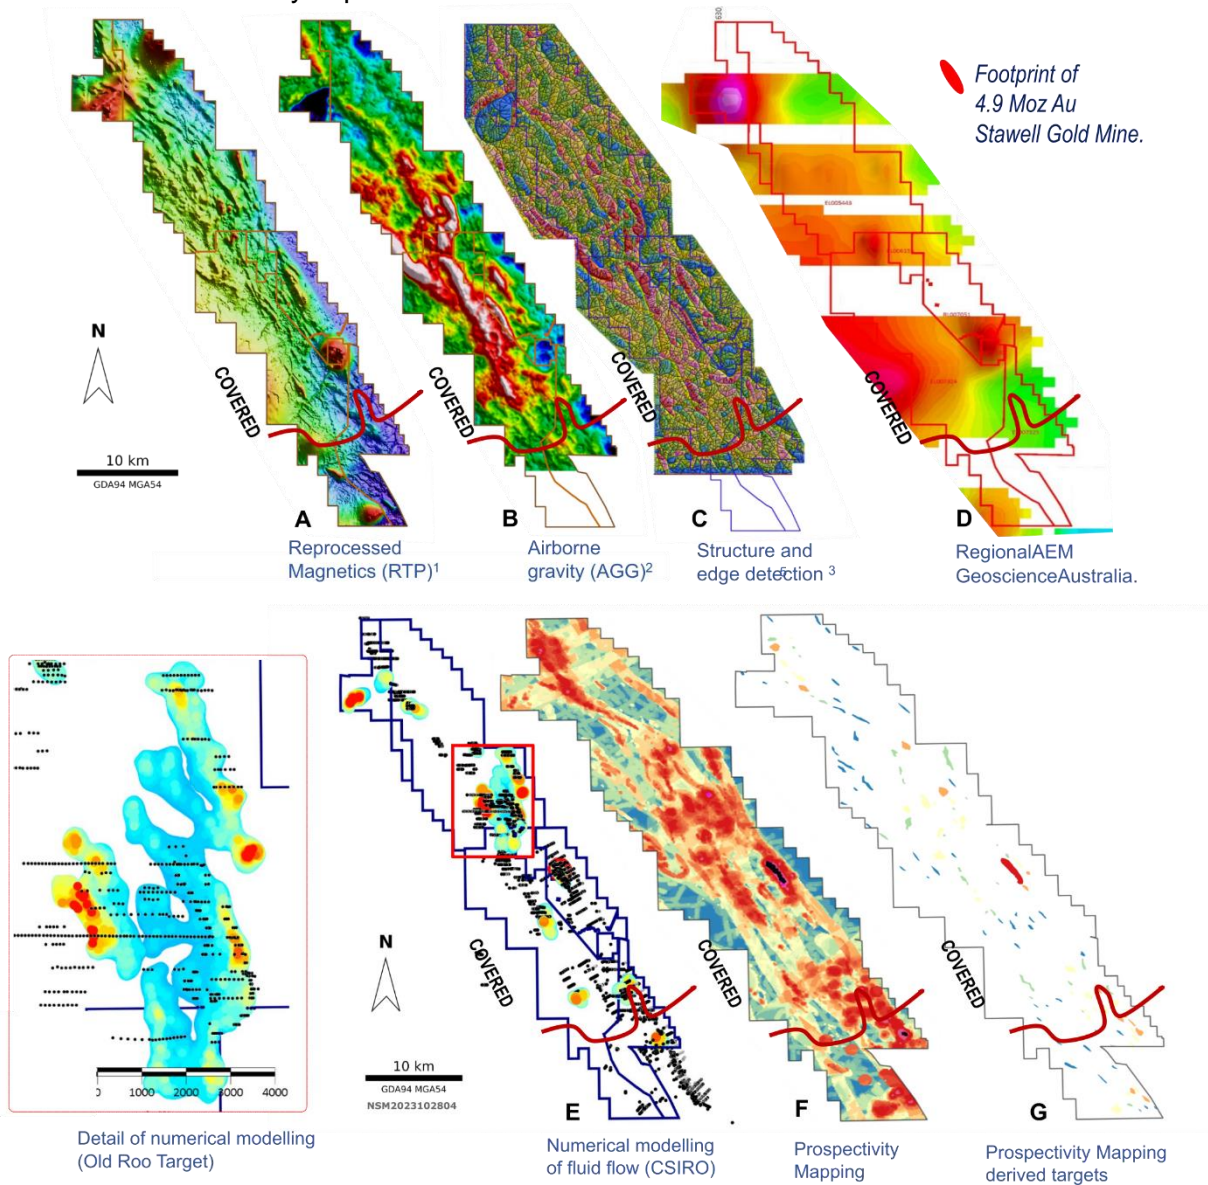 Footprint of
4.9 Moz Au
Stawell Gold Mine.
N
10 km
GDA94 MGA54
COVERED
COVERED
COVERED
COVERED
A
B
C
D
Reprocessed
Magnetics (RTP)1
Airborne
gravity (AGG)2
Structure and
edge detection 3
RegionalAEM
GeoscienceAustralia.
N
10 km
GDA94 MGA54
NSM2023102804
COVERED
COVERED
COVERED
0 1000 2000 3000 4000
E
F
G
Detail of numerical modelling
(Old Roo Target)
Numerical modelling
of fluid flow (CSIRO)
Prospectivity
Mapping
Prospectivity Mapping
derived targets